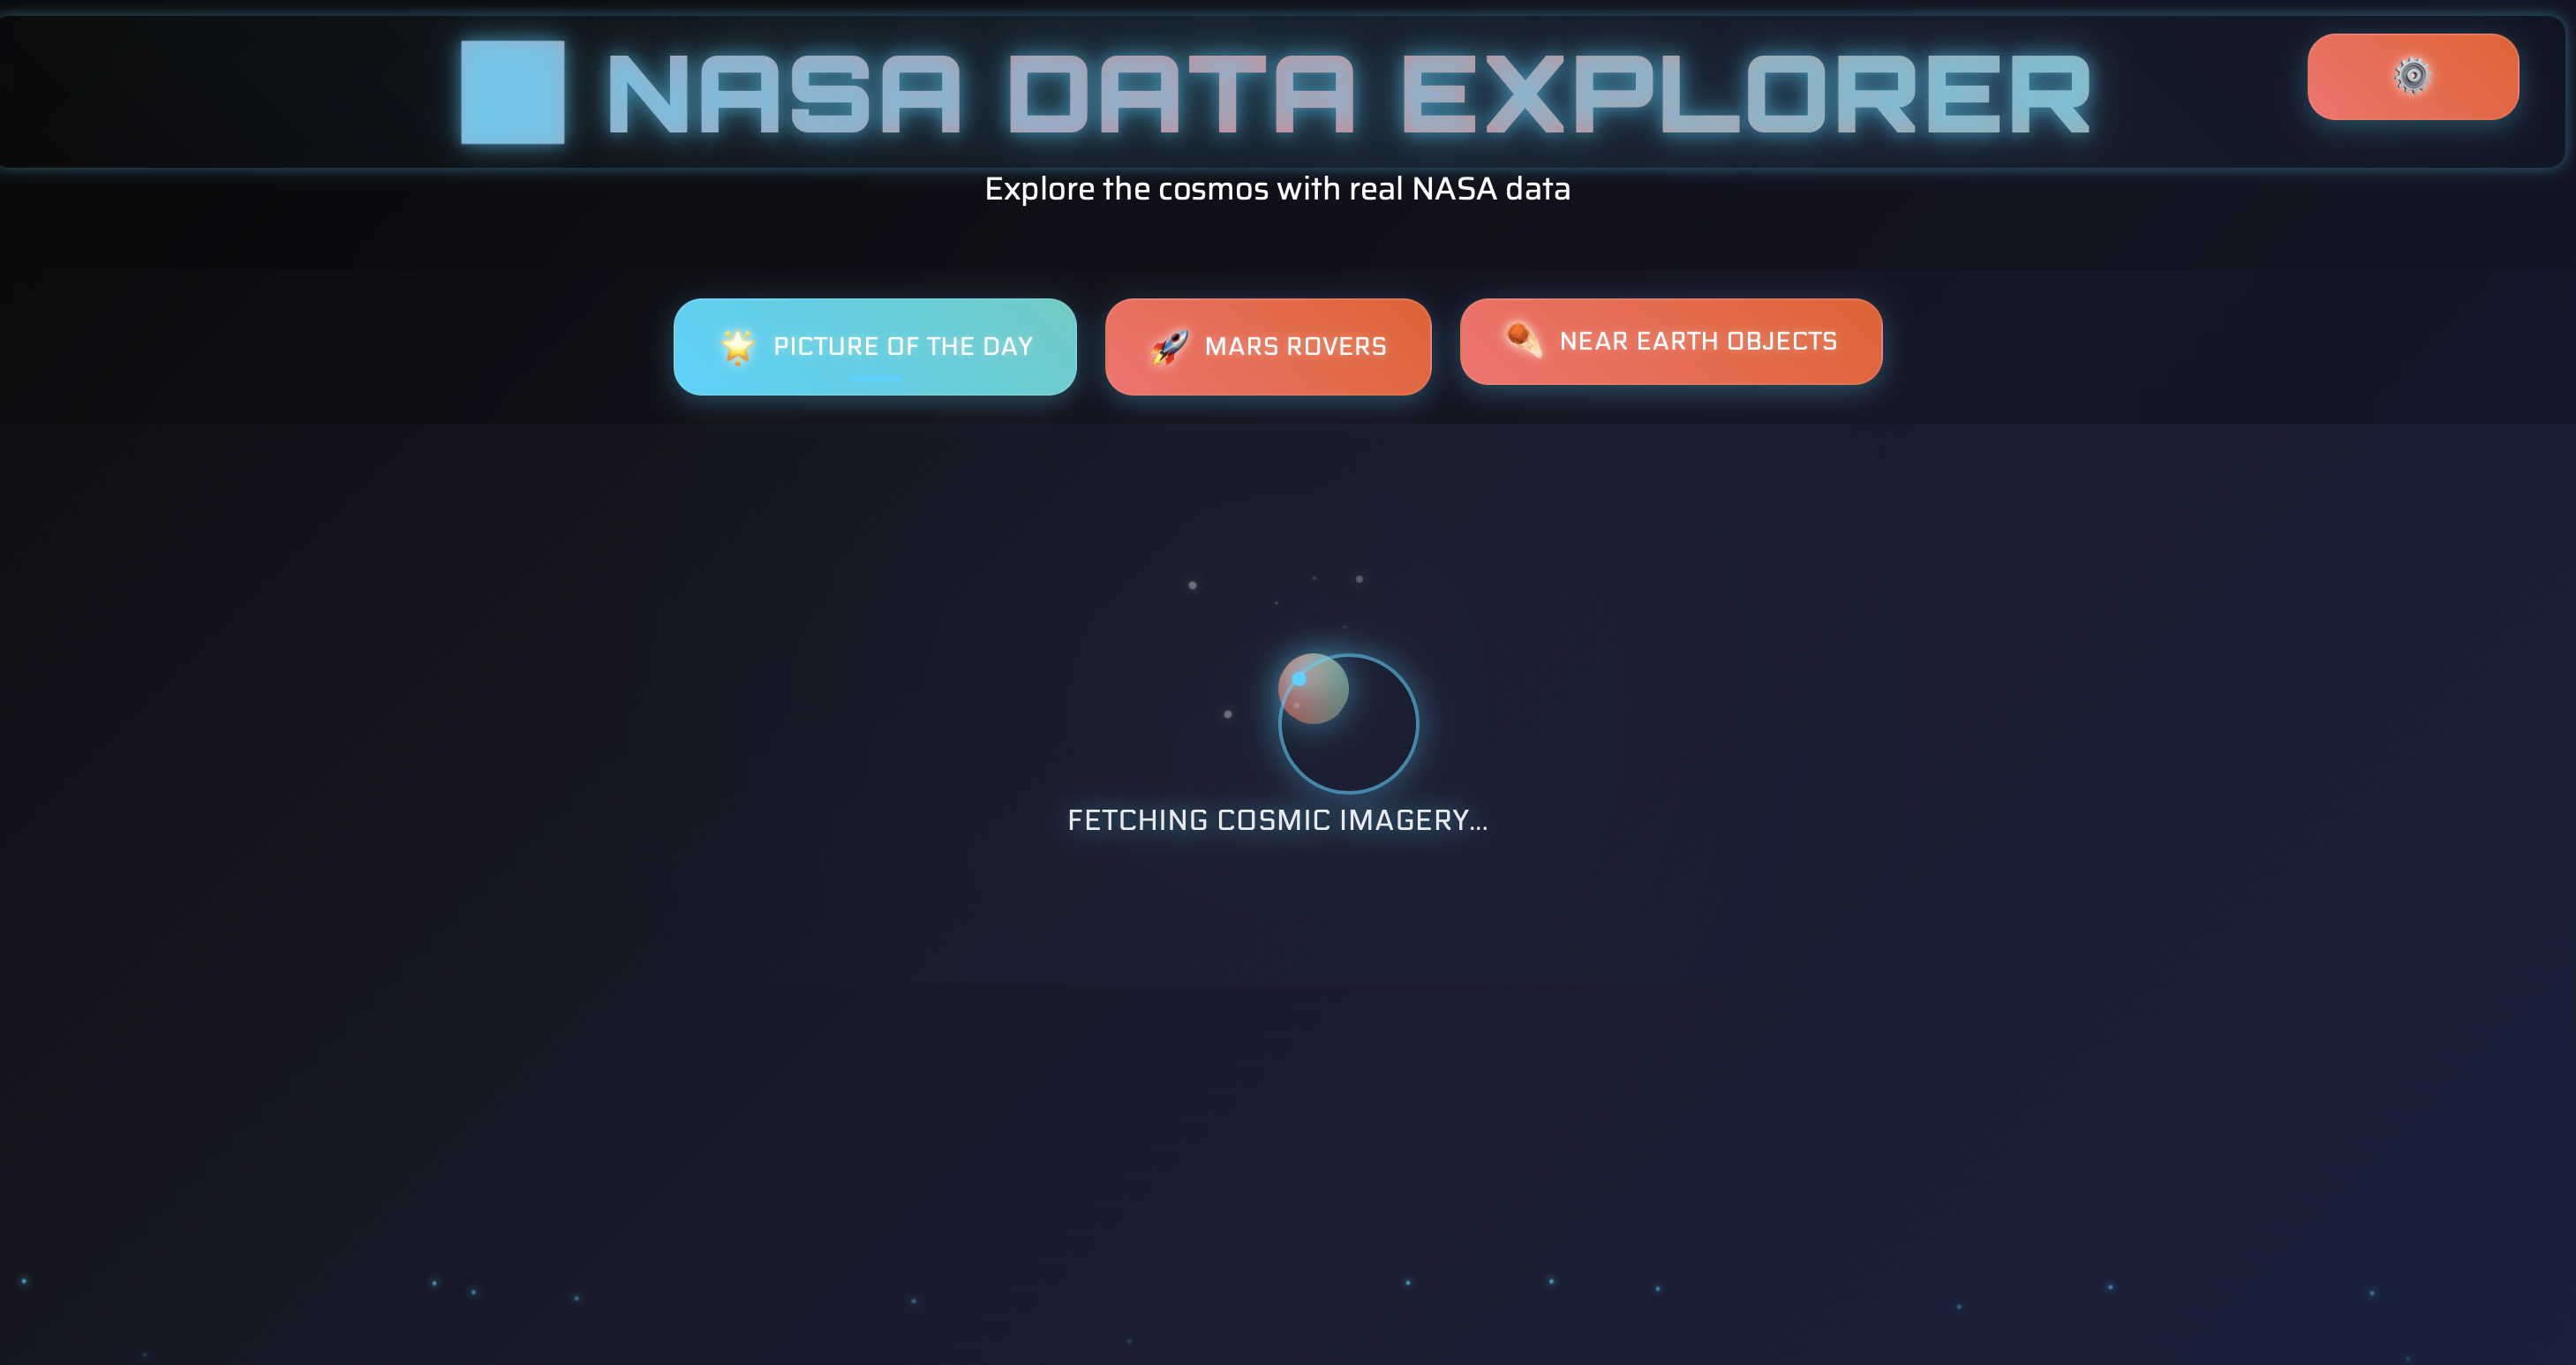 NASA DATA EXPLORER
Explore the cosmos with real NASA data
PICTURE OF THE DAY
MARS ROVERS
NEAR EARTH OBJECTS
FETCHING COSMIC IMAGERY...